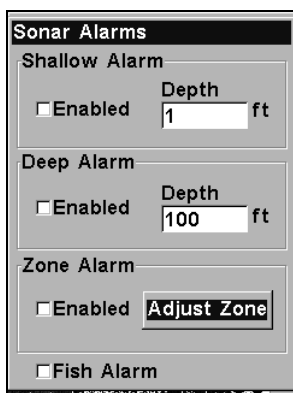 Sonar Alarms
Shallow Alarm
Depth
Enabled
1 ft
Deep Alarm
Depth
Enabled
100 ft
Zone Alarm
Enabled Adjust Zone
Fish Alarm